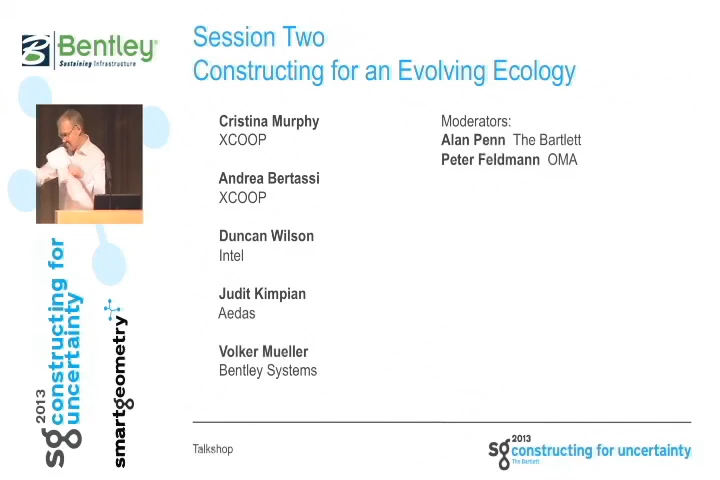 Bentley®
Sustaining Infrastructure
Session Two
Constructing for an Evolving Ecology
Cristina Murphy
XCOOP
Andrea Bertassi
XCOOP
Duncan Wilson
Intel
Judit Kimpian
Aedas
Volker Mueller
Bentley Systems
Moderators:
Alan Penn The Bartlett
Peter Feldmann OMA
sg 2013
constructing for
uncertainty
smartgeometry
Talkshop
sg 2013
constructing for uncertainty
The Bartlett